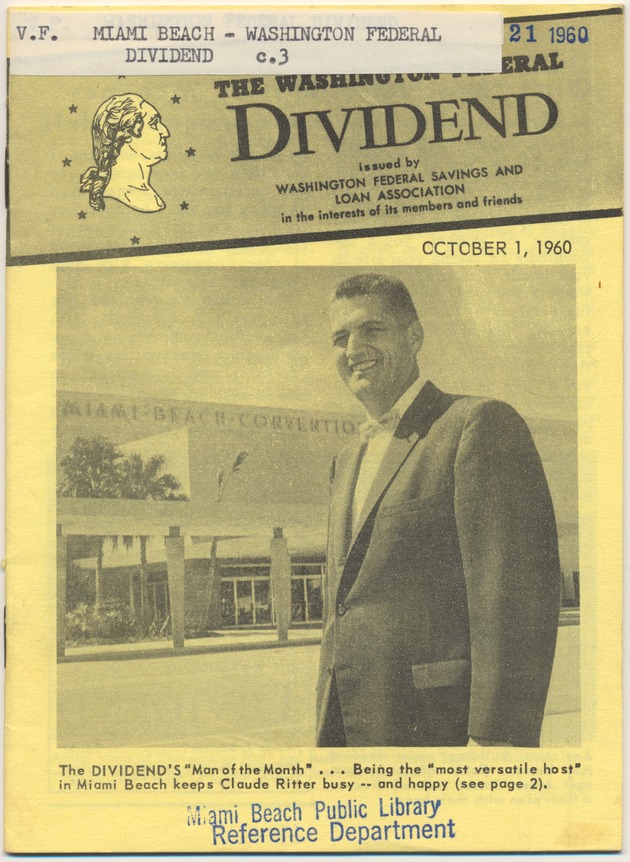 V.F. MIAMI BEACH - WASHINGTON FEDERAL
DIVIDEND c.3
21 1960
THE WASHINGTON FEDERAL
DIVIDEND
issued by
WASHINGTON FEDERAL SAVINGS AND
LOAN ASSOCIATION
in the interests of its members and friends
OCTOBER 1, 1960
MIAMI·BEACH·CONVENTIO
The DIVIDEND'S "Man of the Month" . . . Being the "most versatile host"
in Miami Beach keeps Claude Ritter busy -- and happy (see page 2).
Miami Beach Public Library
Reference Department